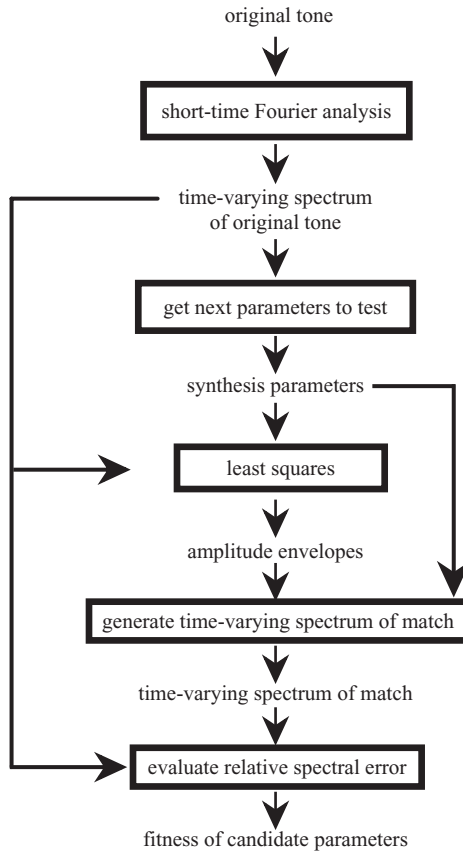 original tone
short-time Fourier analysis
time-varying spectrum
of original tone
get next parameters to test
synthesis parameters
least squares
amplitude envelopes
generate time-varying spectrum of match
time-varying spectrum of match
evaluate relative spectral error
fitness of candidate parameters